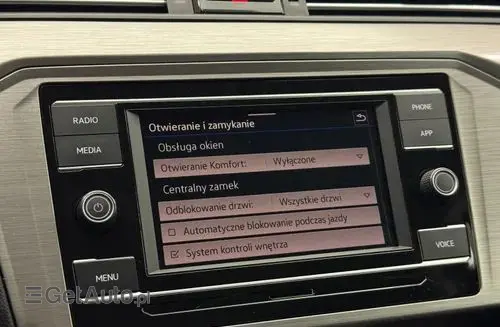 RADIO
MEDIA
MENU
PHONE
APP
VOICE
Otwieranie i zamykanie
Obsługa okien
Otwieranie Komfort: Wyłączone
Centralny zamek
Odblokowanie drzwi: Wszystkie drzwi
Automatyczne blokowanie podczas jazdy
System kontroli wnętrza
GetAuto.pl